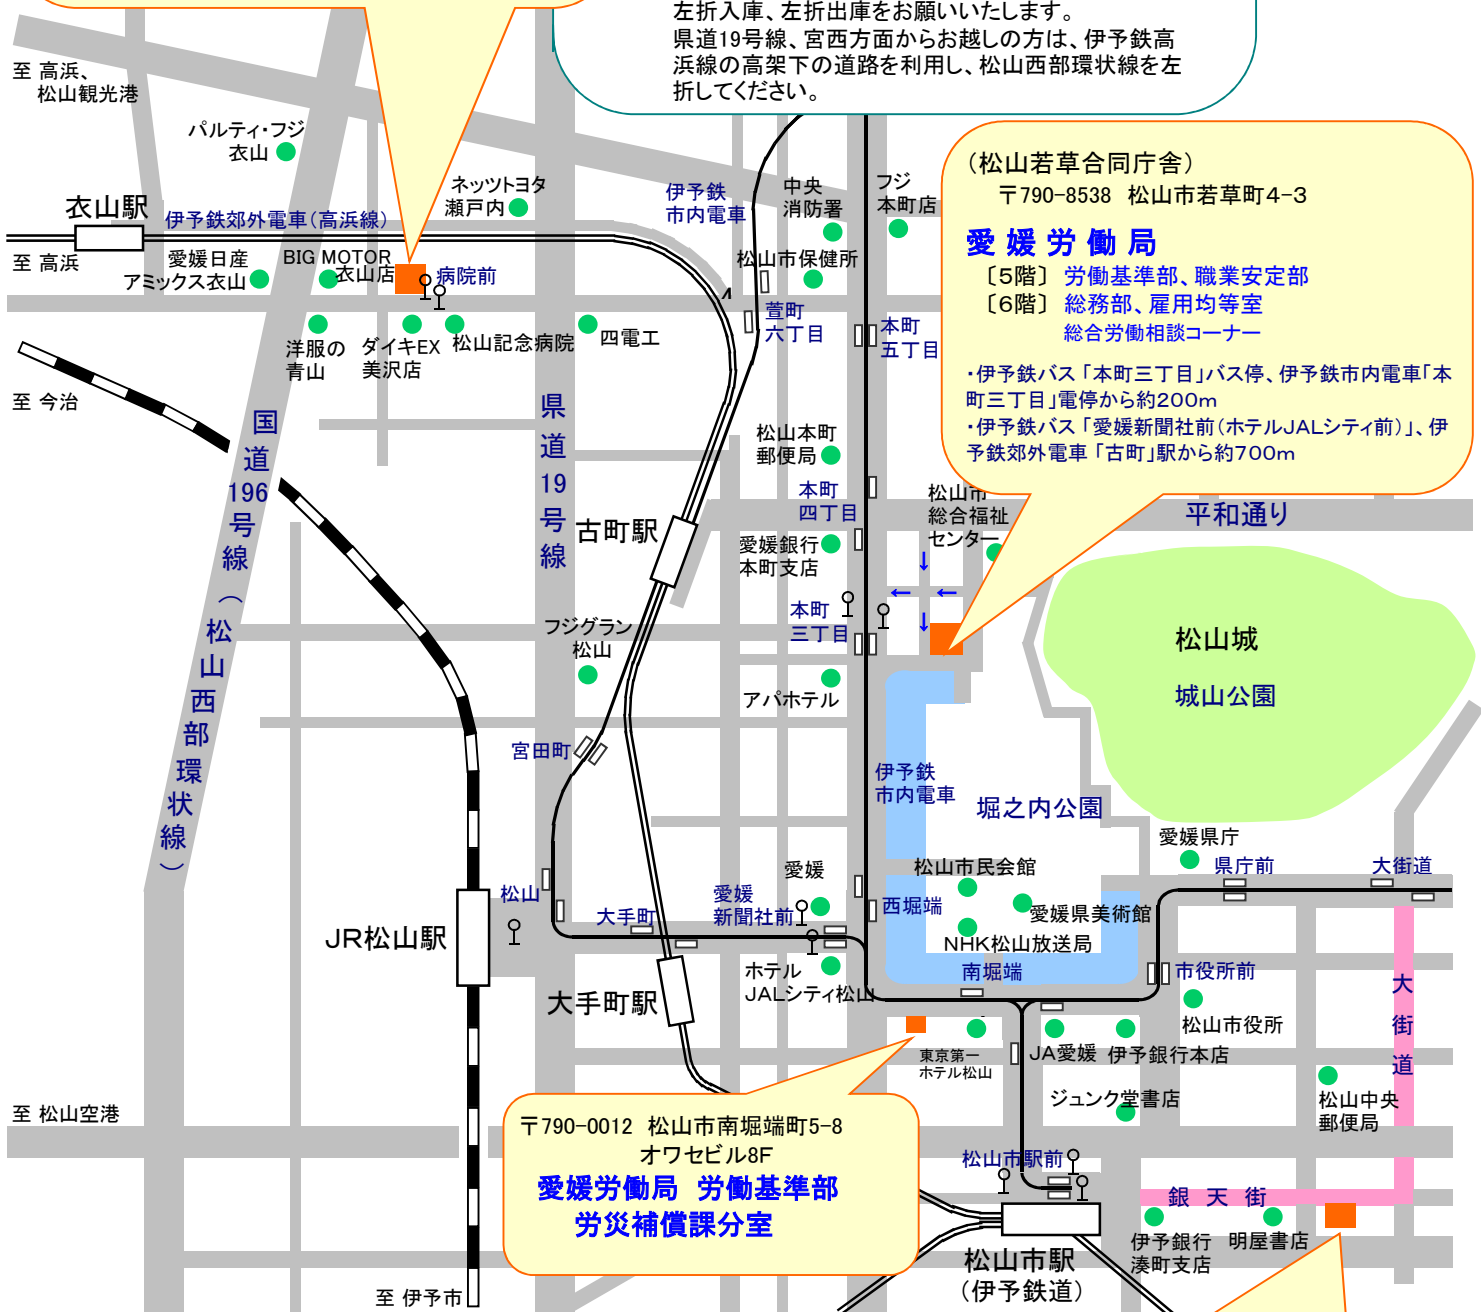 左折入庫、左折出庫をお願いいたします。
県道19号線、宮西方面からお越しの方は、伊予鉄高
浜線の高架下の道路を利用し、松山西部環状線を左
折してください。
至 高浜、
松山観光港
パルティ・フジ
衣山
ネッツトヨタ
瀬戸内
伊予鉄
市内電車
中央
消防署
フジ
本町店
(松山若草合同庁舎)
〒790-8538 松山市若草町4-3
愛媛労働局
〔5階〕 労働基準部、職業安定部
〔6階〕 総務部、雇用均等室
総合労働相談コーナー
・伊予鉄バス「本町三丁目」バス停、伊予鉄市内電車「本
町三丁目」電停から約200m
・伊予鉄バス「愛媛新聞社前(ホテルJALシティ前)」、伊
予鉄郊外電車「古町」駅から約700m
衣山駅
伊予鉄郊外電車(高浜線)
至 高浜
愛媛日産
アミックス衣山
BIG MOTOR
衣山店
病院前
松山市保健所
萱町
六丁目
本町
五丁目
洋服の
青山
ダイキEX
美沢店
松山記念病院
四電工
至 今治
国道196号線(松山西部環状線)
県道19号線
松山本町
郵便局
本町
四丁目
松山市
総合福祉
センター
平和通り
古町駅
愛媛銀行
本町支店
本町
三丁目
フジグラン
松山
アパホテル
松山城
城山公園
宮田町
伊予鉄
市内電車
堀之内公園
愛媛県庁
県庁前
大街道
松山市民会館
愛媛
松山
大手町
愛媛
新聞社前
西堀端
愛媛県美術館
NHK松山放送局
JR松山駅
ホテル
JALシティ松山
南堀端
市役所前
大手町駅
松山市役所
大街道
東京第一
ホテル松山
JA愛媛
伊予銀行本店
ジュンク堂書店
松山中央
郵便局
至 松山空港
〒790-0012 松山市南堀端町5-8
オワセビル8F
愛媛労働局 労働基準部
労災補償課分室
松山市駅前
銀天街
松山市駅
(伊予鉄道)
伊予銀行
湊町支店
明屋書店
至 伊予市